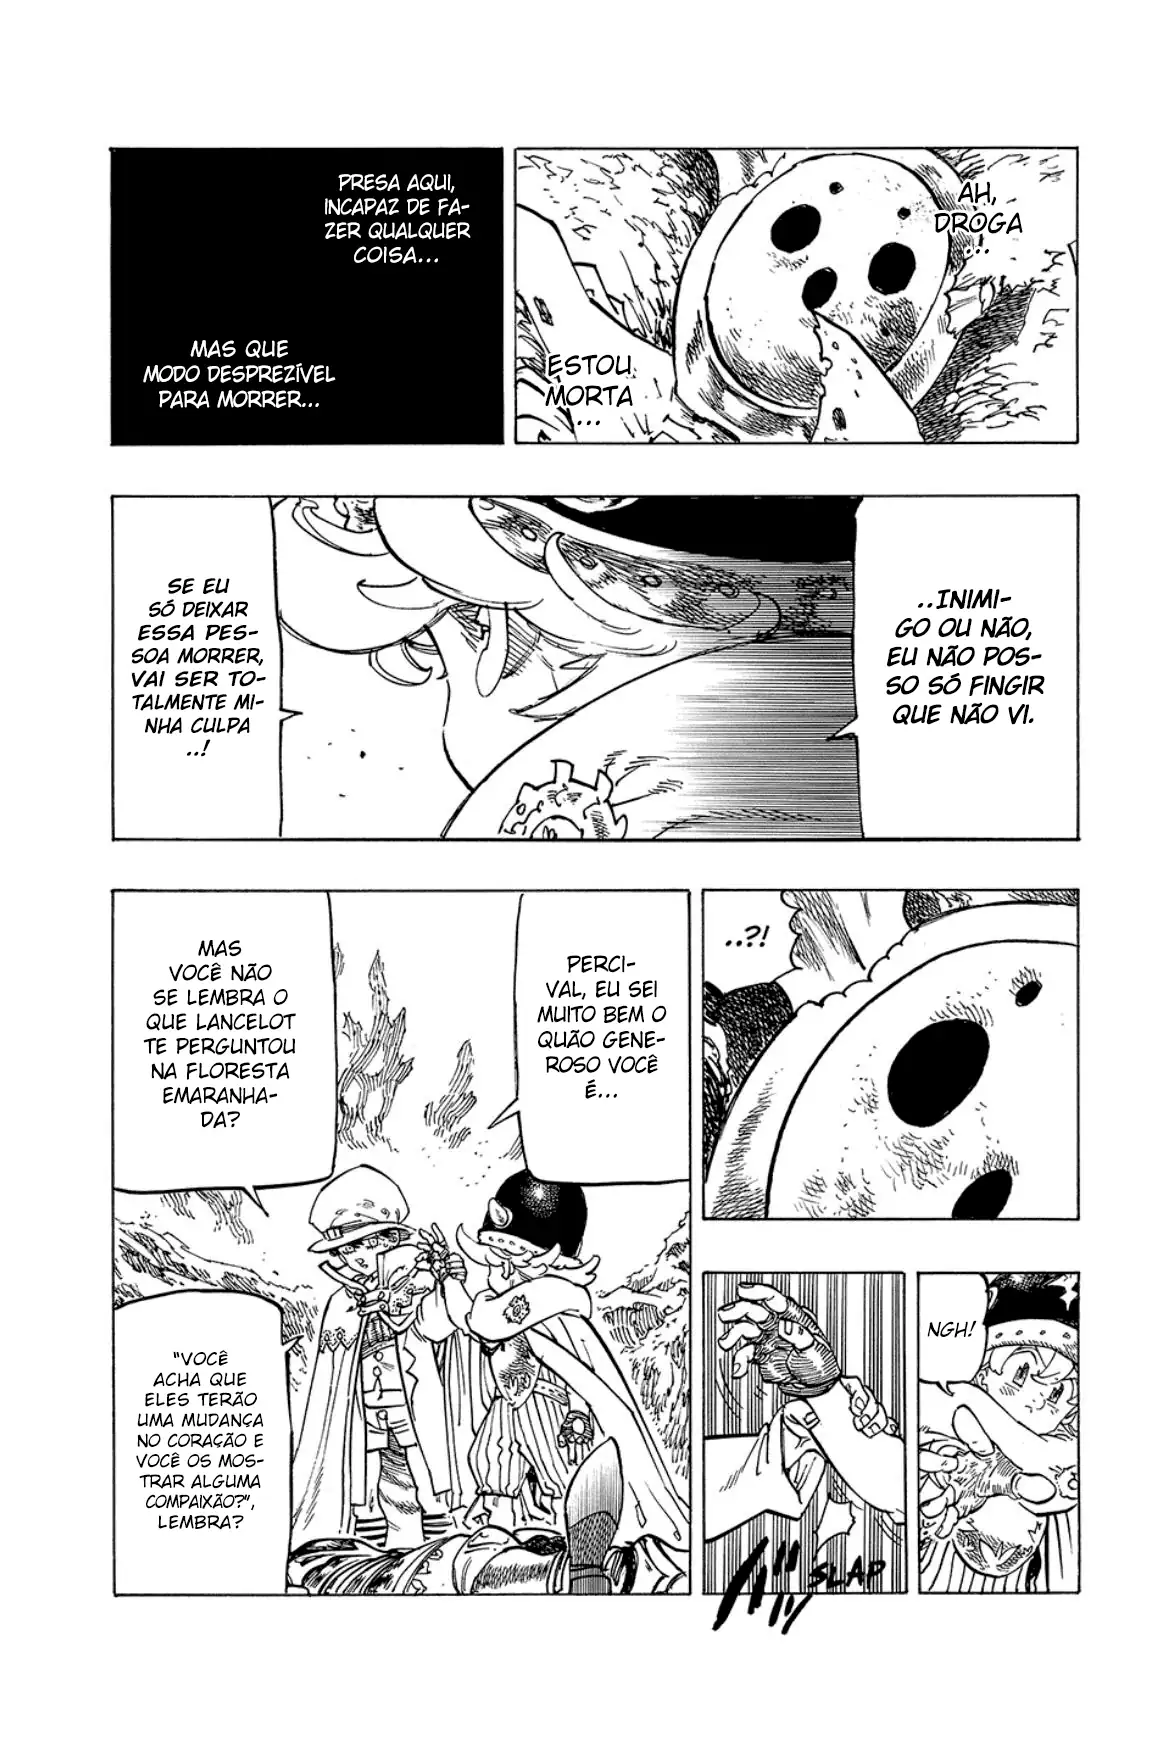 AH,
DROGA
...
ESTOU
MORTA
...
PRESA AQUI,
INCAPAZ DE FA-
ZER QUALQUER
COISA...
MAS QUE
MODO DESPREZÍVEL
PARA MORRER...
..INIMI-
GO OU NÃO,
EU NÃO POS-
SO SÓ FINGIR
QUE NÃO VI.
SE EU
SÓ DEIXAR
ESSA PES-
SOA MORRER,
VAI SER TO-
TALMENTE MI-
NHA CULPA
..!
..?!
NGH!
SLAP
PERCI-
VAL, EU SEI
MUITO BEM O
QUÃO GENE-
ROSO VOCÊ
É...
MAS
VOCÊ NÃO
SE LEMBRA O
QUE LANCELOT
TE PERGUNTOU
NA FLORESTA
EMARANHA-
DA?
"VOCÊ
ACHA QUE
ELES TERÃO
UMA MUDANÇA
NO CORAÇÃO E
VOCÊ OS MOS-
TRAR ALGUMA
COMPAIXÃO?",
LEMBRA?